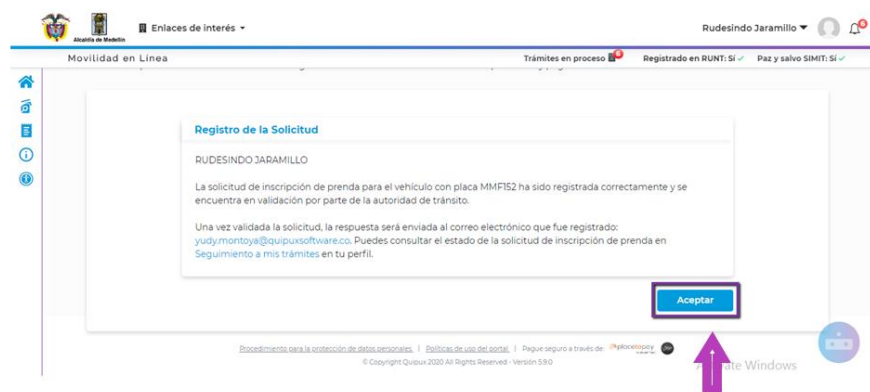 Alcaldía de Medellín
Enlaces de interés
Rudesindo Jaramillo
6
Movilidad en Línea
Trámites en proceso
6
Registrado en RUNT: Sí ✓
Paz y salvo SIMIT: Sí ✓
Registro de la Solicitud
RUDESINDO JARAMILLO
La solicitud de inscripción de prenda para el vehículo con placa MMF152 ha sido registrada correctamente y se
encuentra en validación por parte de la autoridad de tránsito.
Una vez validada la solicitud, la respuesta será enviada al correo electrónico que fue registrado:
yudy.montoya@quipuxsoftware.co. Puedes consultar el estado de la solicitud de inscripción de prenda en
Seguimiento a mis trámites en tu perfil.
Aceptar
Procedimiento para la protección de datos personales. | Políticas de uso del portal. | Pague seguro a través de: placetopay
© Copyright Quipux 2020 All Rights Reserved - Versión 5.9.0
ate Windows